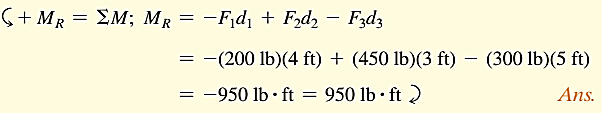 ⤹+ M_R = ΣM; M_R = −F₁d₁ + F₂d₂ − F₃d₃
= −(200 lb)(4 ft) + (450 lb)(3 ft) − (300 lb)(5 ft)
= −950 lb · ft = 950 lb · ft ⤸ Ans.